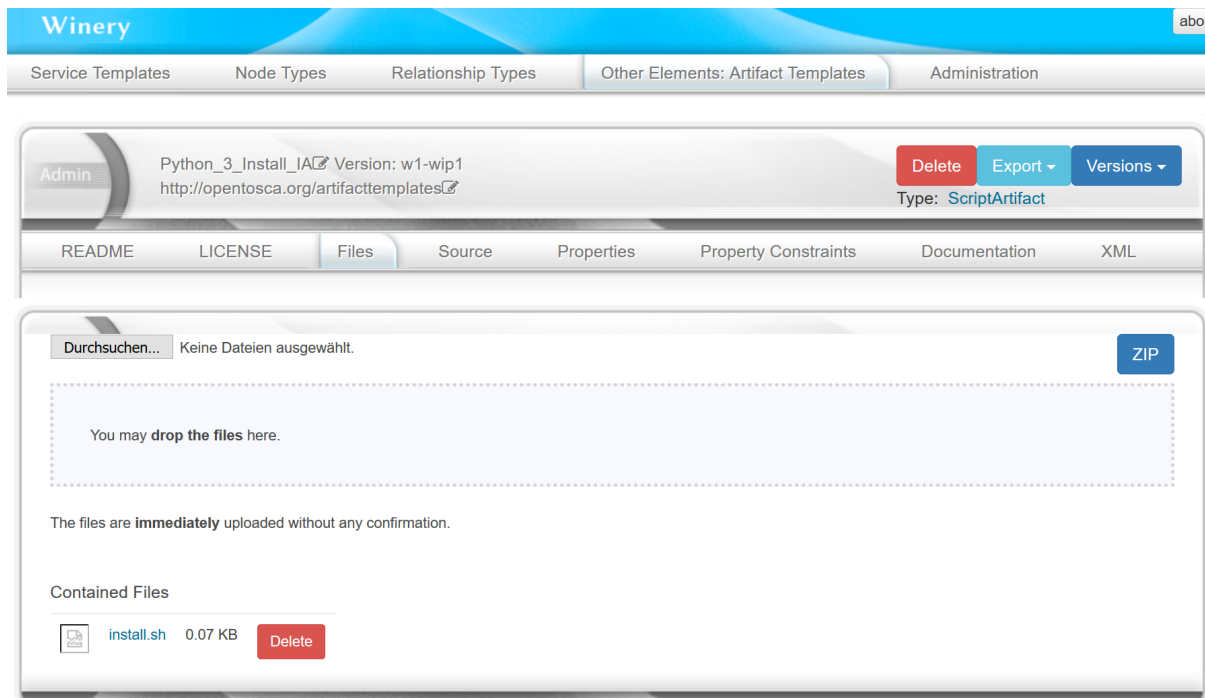 Winery
abo
Service Templates Node Types Relationship Types Other Elements: Artifact Templates Administration
Admin
Python_3_Install_IA Version: w1-wip1
http://opentosca.org/artifacttemplates
Delete Export Versions
Type: ScriptArtifact
README LICENSE Files Source Properties Property Constraints Documentation XML
Durchsuchen... Keine Dateien ausgewählt.
ZIP
You may drop the files here.
The files are immediately uploaded without any confirmation.
Contained Files
install.sh 0.07 KB Delete